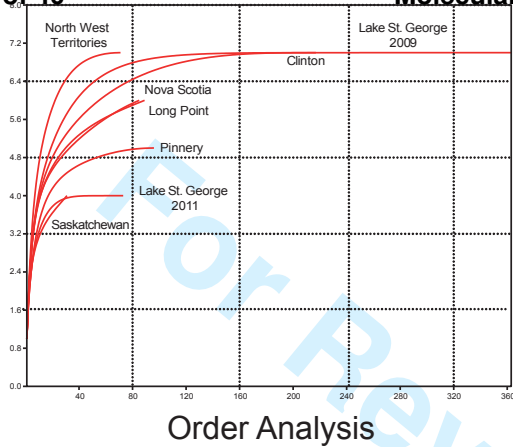 Molecular
8.0
North West
Territories
Lake St. George
2009
7.2
Clinton
6.4
Nova Scotia
Long Point
5.6
Pinnery
4.8
Lake St. George
2011
4.0
Saskatchewan
3.2
2.4
1.6
0.8
0.0
40 80 120 160 200 240 280 320 360
Order Analysis
For Rev